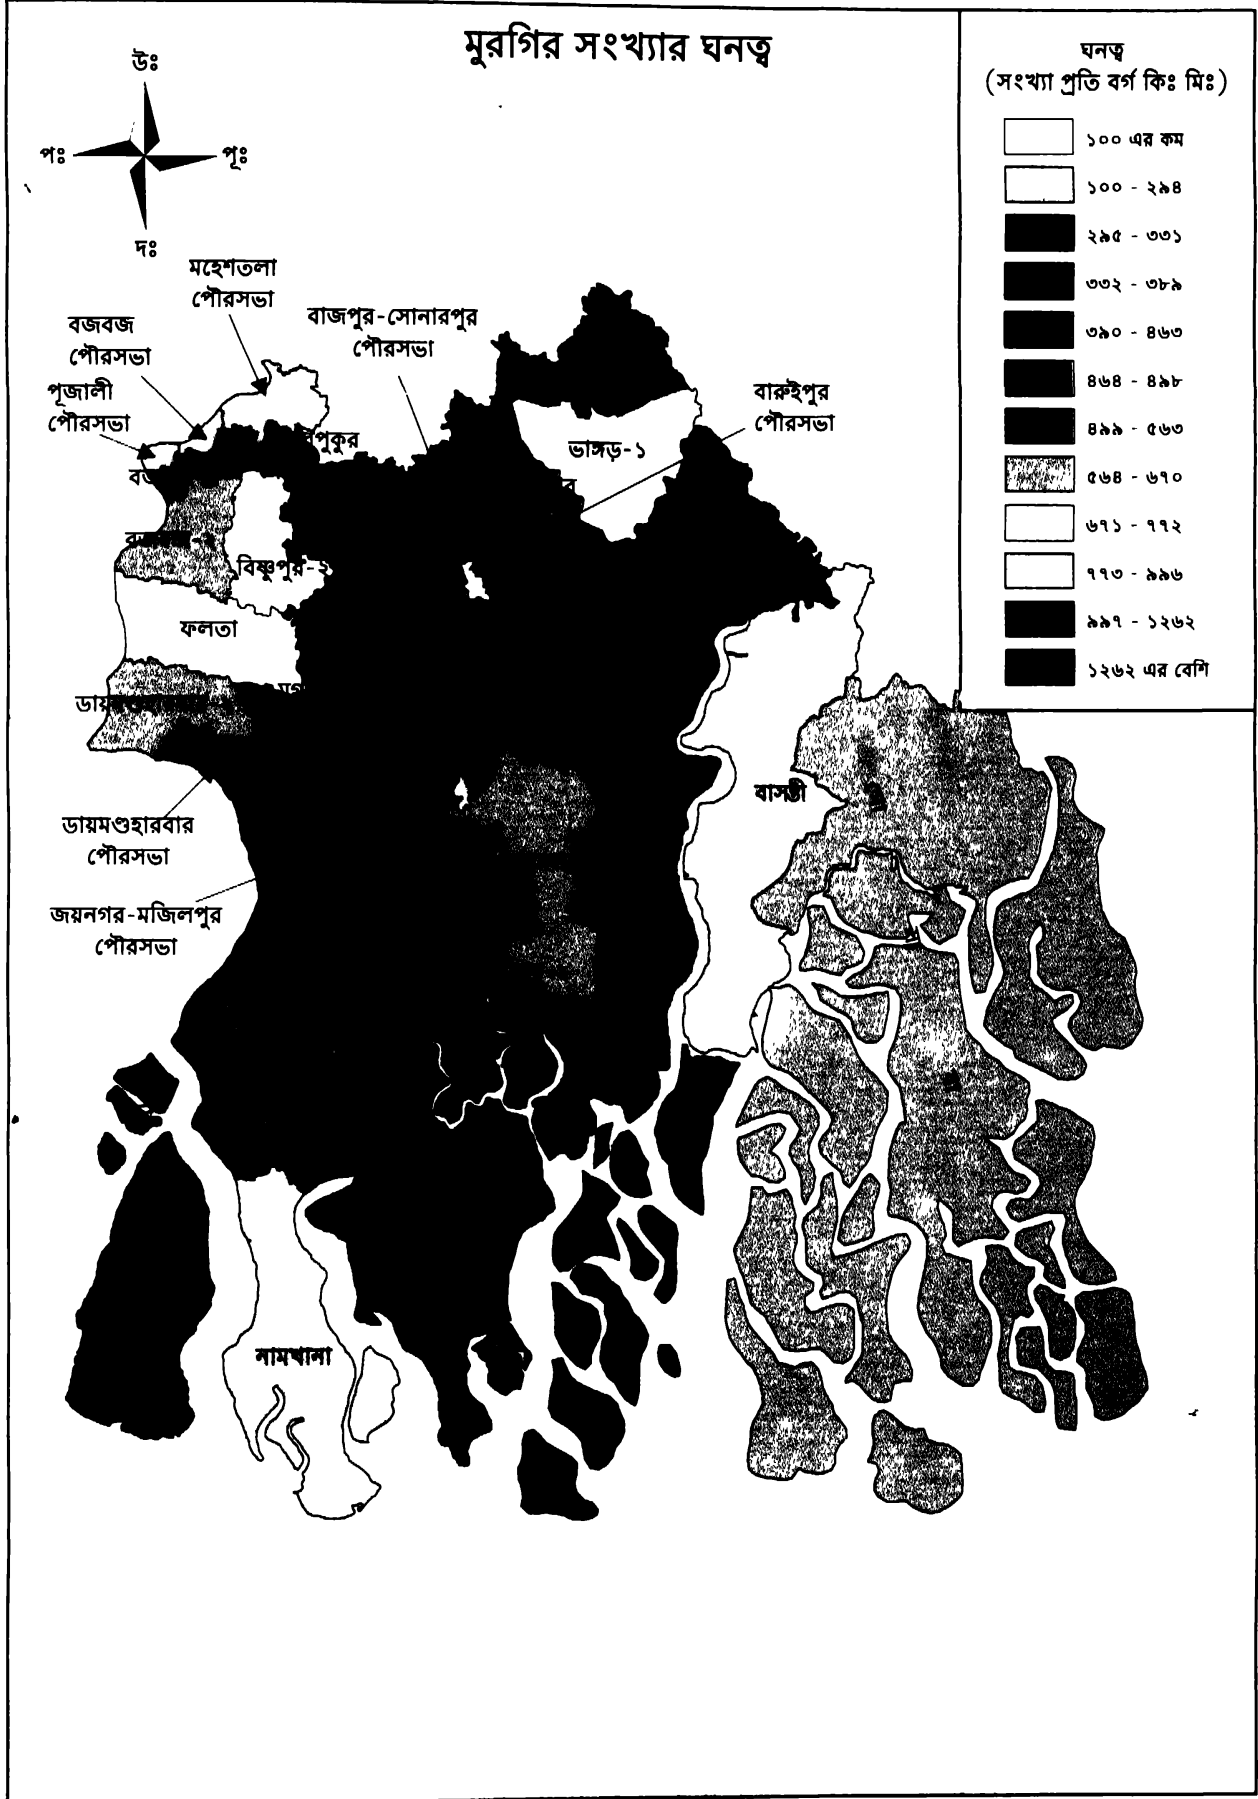 মুরগির সংখ্যার ঘনত্ব
ঘনত্ব
(সংখ্যা প্রতি বর্গ কিঃ মিঃ)
১০০ এর কম
১০০ - ২৯৪
২৯৫ - ৩৩১
৩৩২ - ৩৮৯
৩৯০ - ৪৬৩
৪৬৪ - ৪৯৮
৪৯৯ - ৫৬৩
৫৬৪ - ৬৭০
৬৭১ - ৭৭২
৭৭৩ - ৯৯৬
৯৯৭ - ১২৬২
১২৬২ এর বেশি
উঃ
পঃ
পূঃ
দঃ
মহেশতলা
পৌরসভা
বজবজ
পৌরসভা
পূজালী
পৌরসভা
বাজপুর-সোনারপুর
পৌরসভা
বারুইপুর
পৌরসভা
ভাঙ্গড়-১
বিষ্ণুপুর-২
ফলতা
ডায়মণ্ডহারবার
পৌরসভা
জয়নগর-মজিলপুর
পৌরসভা
বাসন্তী
নামখানা